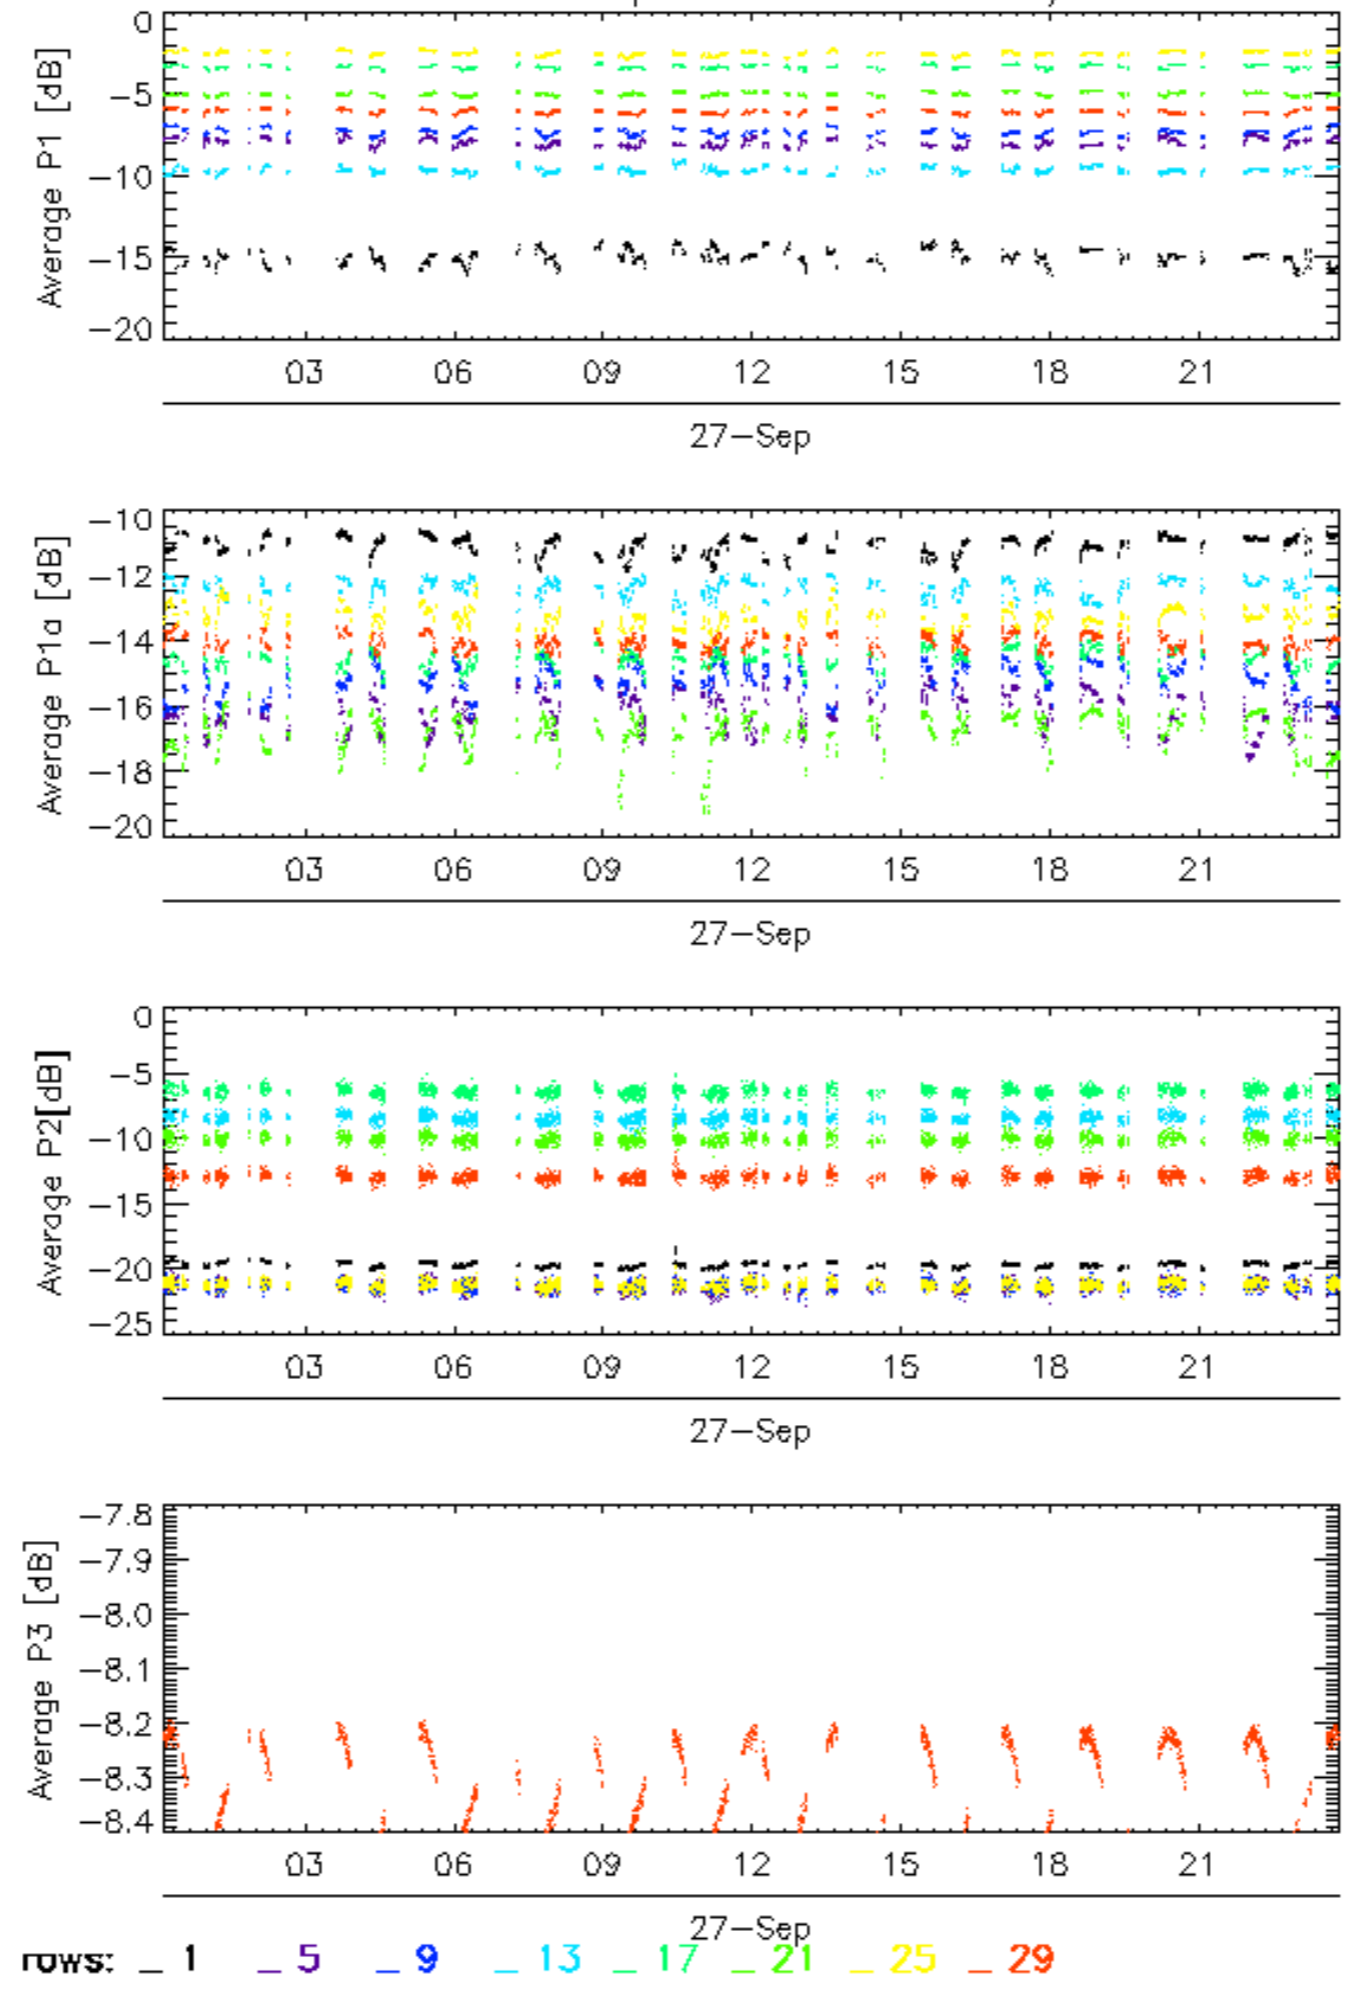 Average P1 [dB]
0
−5
−10
−15
−20
03 06 09 12 15 18 21
27−Sep
Average P1a [dB]
−10
−12
−14
−16
−18
−20
03 06 09 12 15 18 21
27−Sep
Average P2[dB]
0
−5
−10
−15
−20
−25
03 06 09 12 15 18 21
27−Sep
Average P3 [dB]
−7.8
−7.9
−8.0
−8.1
−8.2
−8.3
−8.4
03 06 09 12 15 18 21
27−Sep
rows: _ 1 _ 5 _ 9 _ 13 _ 17 _ 21 _ 25 _ 29